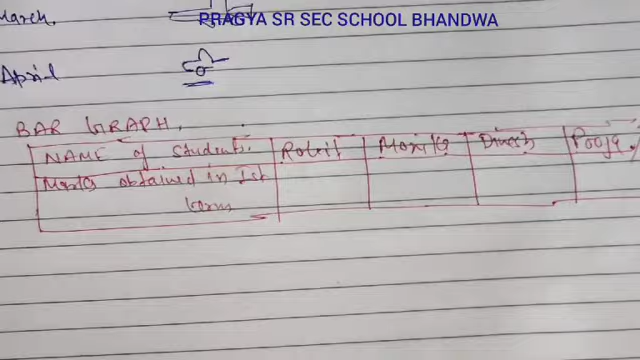 March.
PRAGYA SR SEC SCHOOL BHANDWA
April
BAR GRAPH.
NAME of Students. Rohit Monika Dinesh Pooja.
Marks obtained in 1st
term